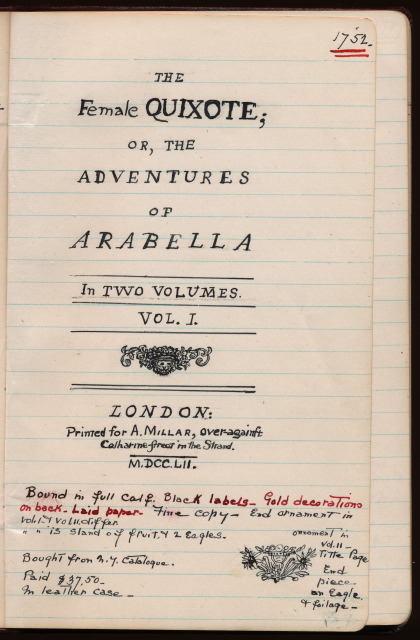 1752.
THE
Female QUIXOTE;
OR, THE
ADVENTURES
OF
ARABELLA
In TWO VOLUMES.
VOL. I.
LONDON:
Printed for A. MILLAR, over-againſt
Catharine-ſtreet in the Strand.
M.DCC.LII.
Bound in full calf. Black labels - Gold decorations
on back - Laid paper - Fine copy - End ornament in
vol. I & vol II differ
" " is stand of fruit & 2 Eagles.
ornament in
vol. II -
Title Page
End
piece
an Eagle
& foliage -
Bought from N.Y. Catalogue.
Paid $37.50 -
In leather case -